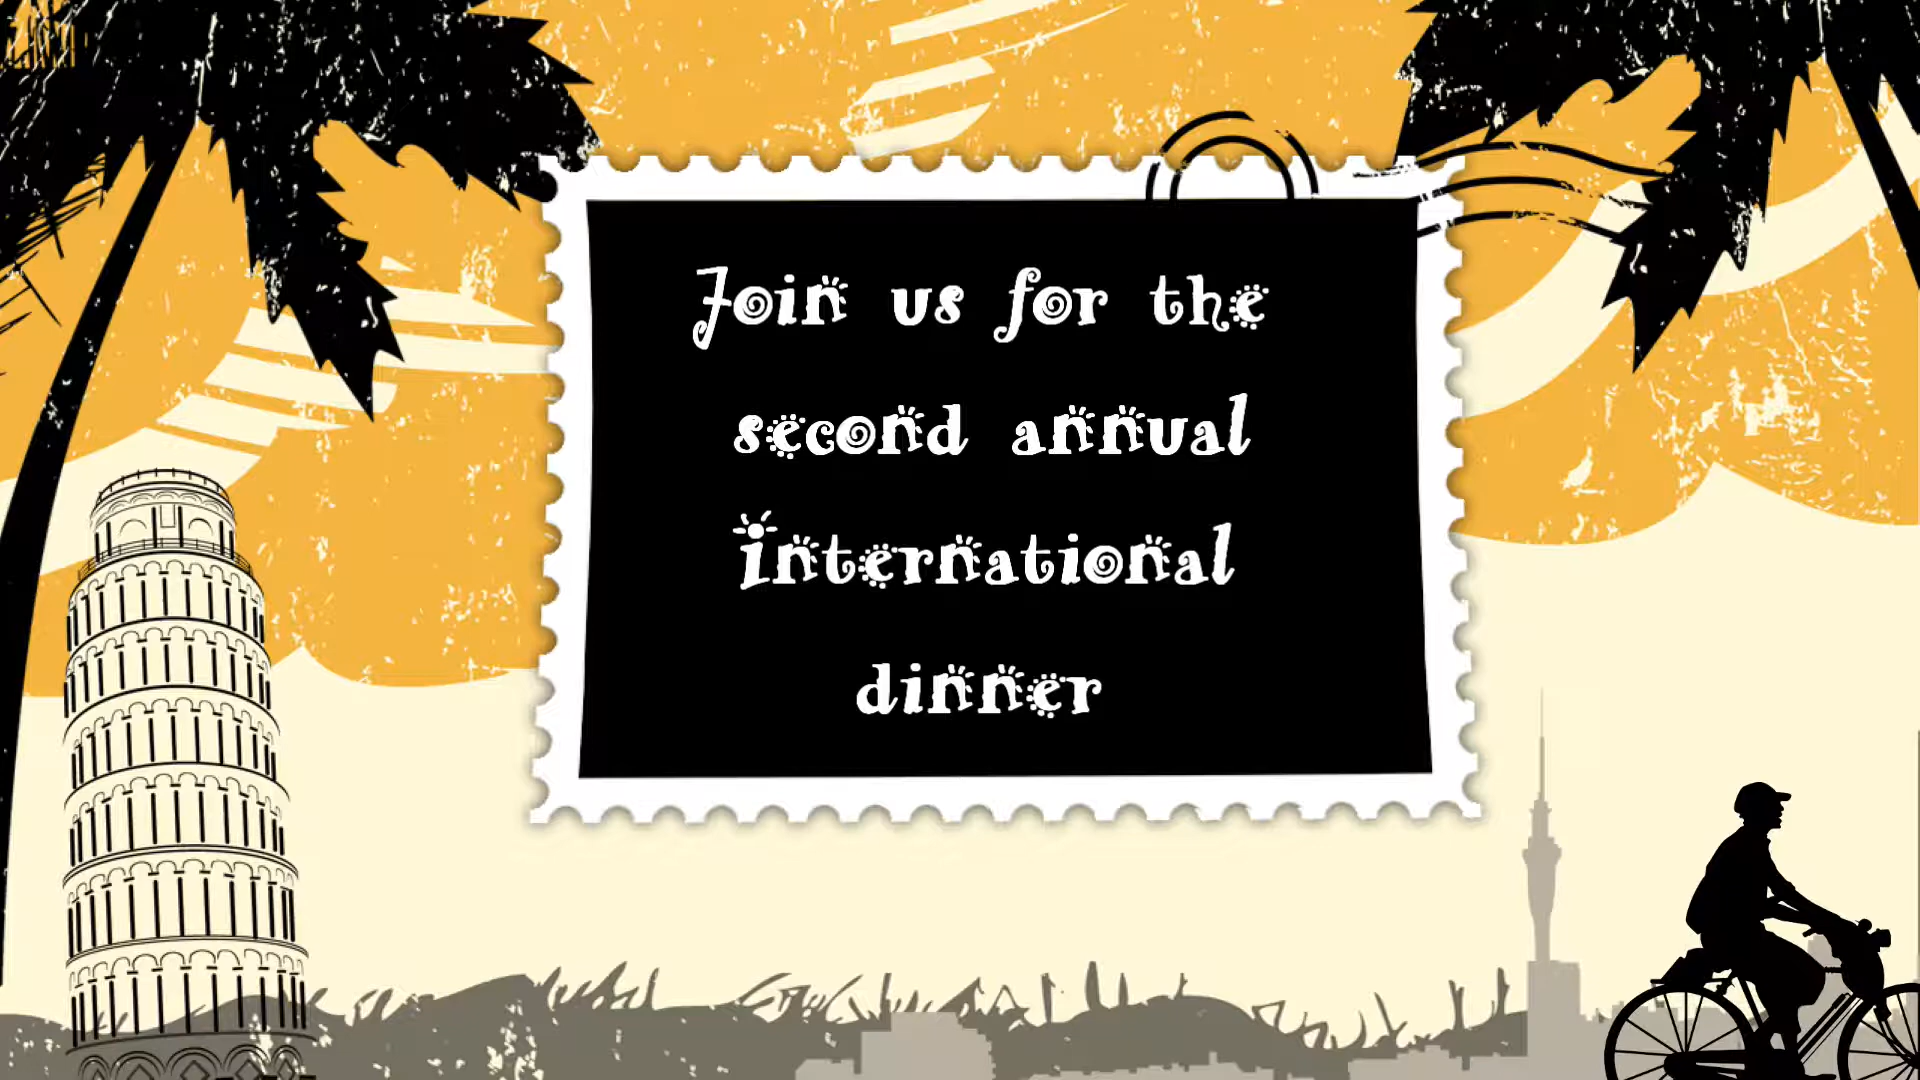 Join us for the
second annual
International
dinner